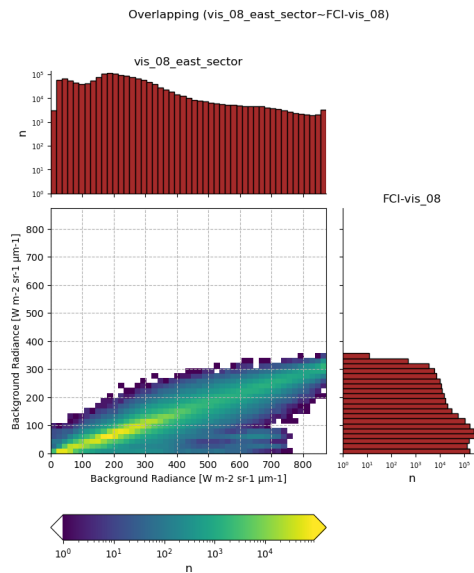 Overlapping (vis_08_east_sector~FCI-vis_08)
vis_08_east_sector
10⁵
10⁴
10³
10²
10¹
10⁰
n
FCI-vis_08
800
700
600
500
400
300
200
100
0
Background Radiance [W m-2 sr-1 µm-1]
0 100 200 300 400 500 600 700 800
Background Radiance [W m-2 sr-1 µm-1]
10⁰ 10¹ 10² 10³ 10⁴ 10⁵
n
10⁰ 10¹ 10² 10³ 10⁴
n